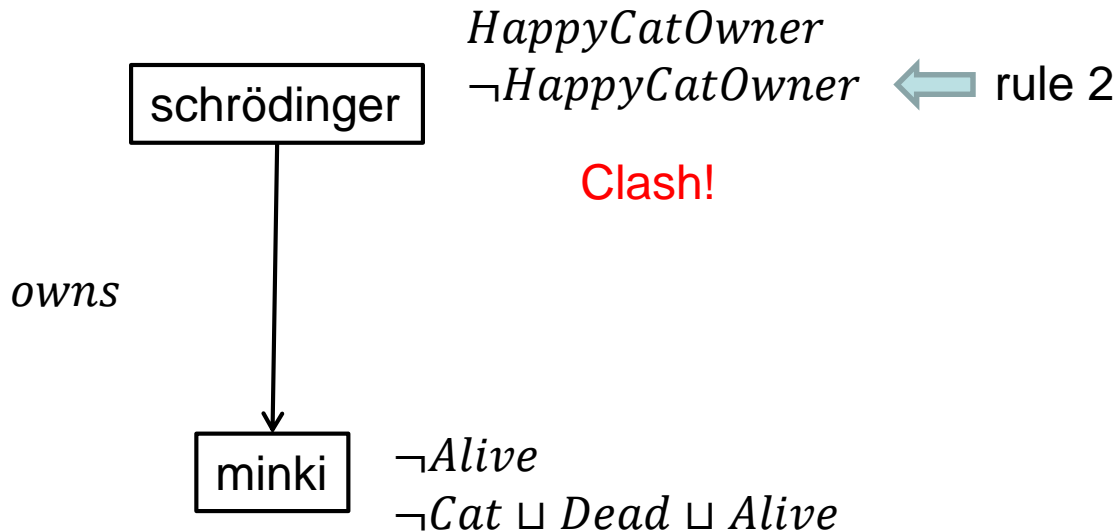 HappyCatOwner
schrödinger
¬HappyCatOwner
rule 2
Clash!
owns
minki
¬Alive
¬Cat ⊔ Dead ⊔ Alive